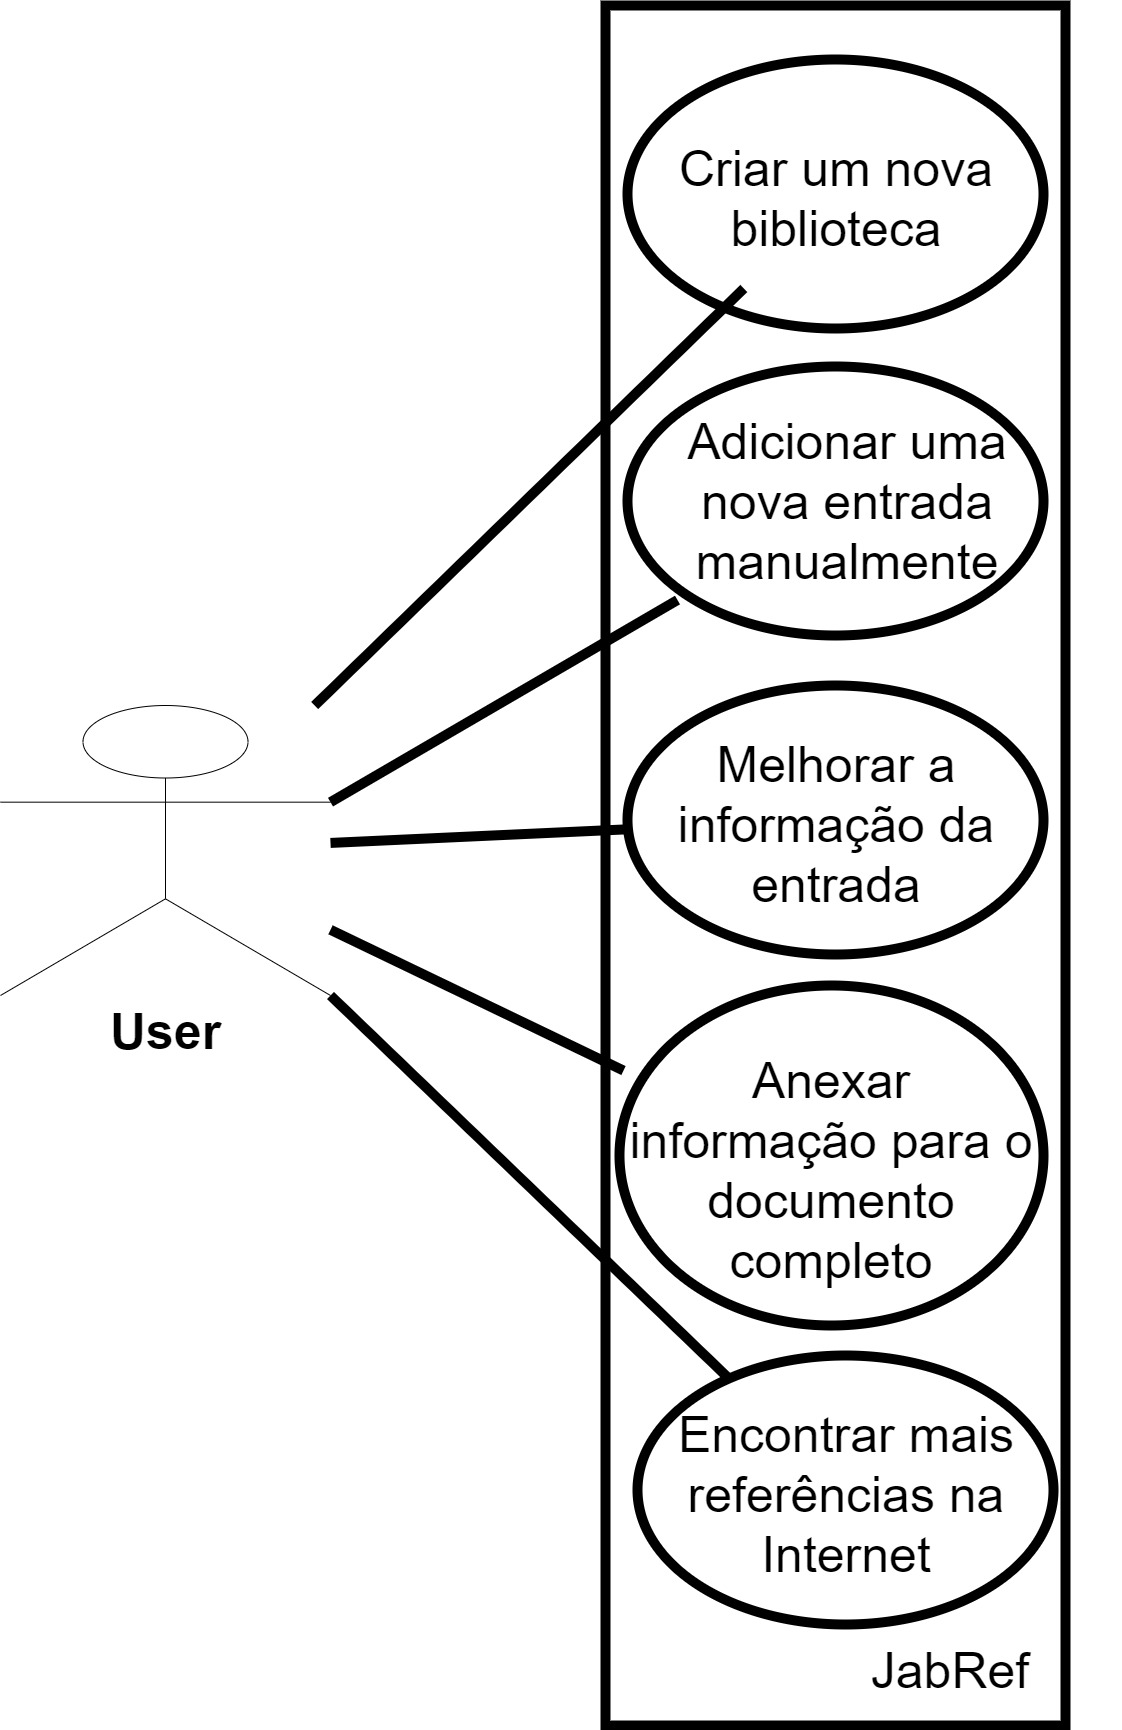 Criar um nova
biblioteca
Adicionar uma
nova entrada
manualmente
Melhorar a
informação da
entrada
User
Anexar
informação para o
documento
completo
Encontrar mais
referências na
Internet
JabRef